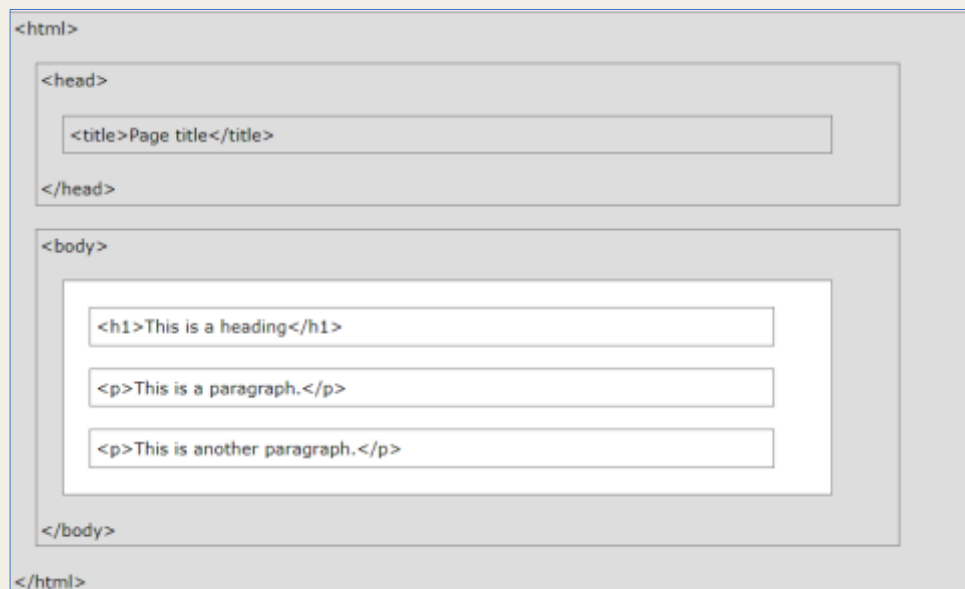 <html>
<head>
<title>Page title</title>
</head>
<body>
<h1>This is a heading</h1>
<p>This is a paragraph.</p>
<p>This is another paragraph.</p>
</body>
</html>